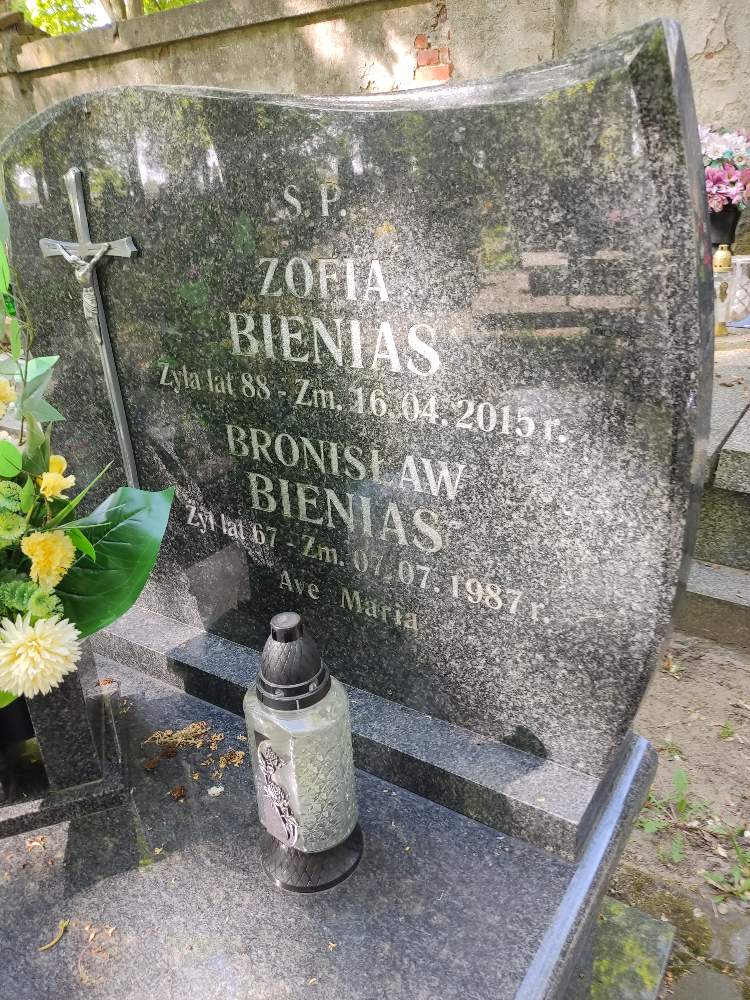 Ś.P.
ZOFIA
BIENIAS
Żyła lat 88 - Zm. 16.04.2015 r.
BRONISŁAW
BIENIAS
Żył lat 67 - Zm. 07.07.1987 r.
Ave Maria